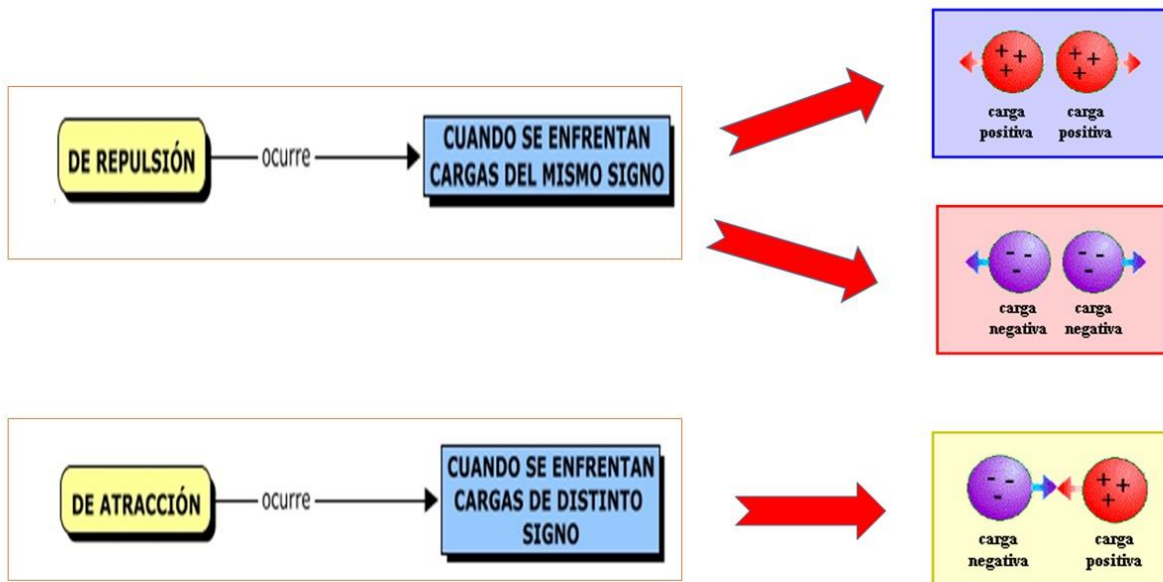 DE REPULSIÓN
ocurre
CUANDO SE ENFRENTAN
CARGAS DEL MISMO SIGNO
+ + +
+ + +
carga
positiva
carga
positiva
- - -
- - -
carga
negativa
carga
negativa
DE ATRACCIÓN
ocurre
CUANDO SE ENFRENTAN
CARGAS DE DISTINTO
SIGNO
- - -
+ + +
carga
negativa
carga
positiva